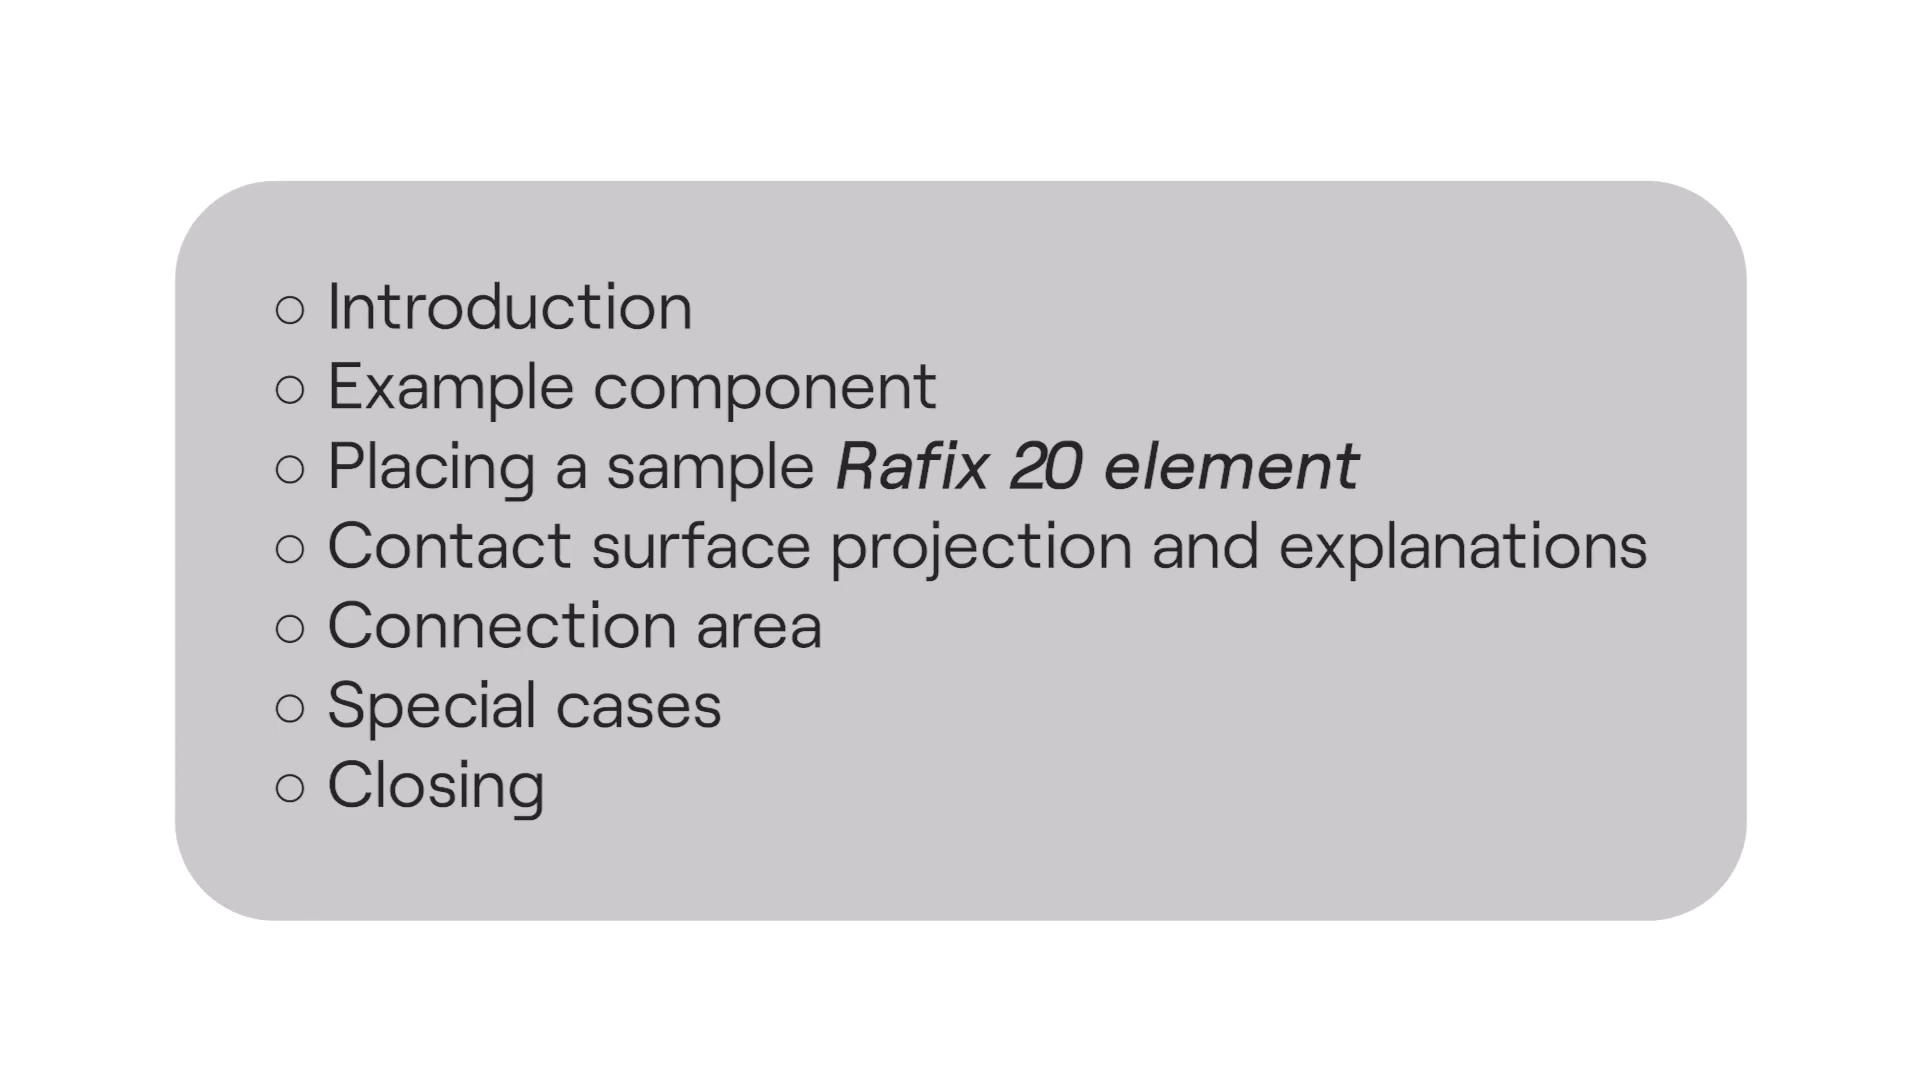 ○ Introduction
○ Example component
○ Placing a sample Rafix 20 element
○ Contact surface projection and explanations
○ Connection area
○ Special cases
○ Closing